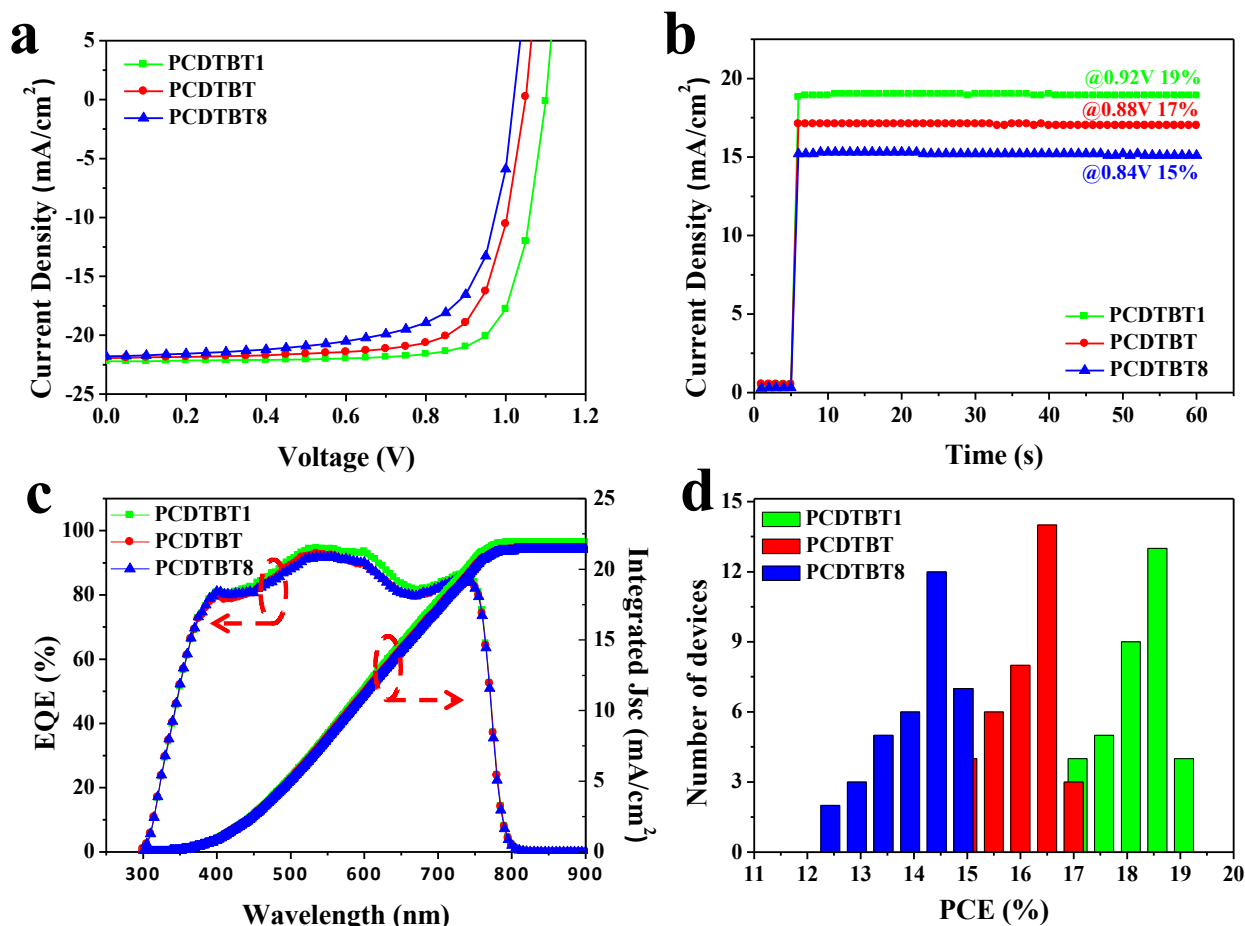 a
5
0
-5
-10
-15
-20
-25
Current Density (mA/cm²)
PCDTBT1
PCDTBT
PCDTBT8
0.0 0.2 0.4 0.6 0.8 1.0 1.2
Voltage (V)
b
20
15
10
5
0
Current Density (mA/cm²)
@0.92V 19%
@0.88V 17%
@0.84V 15%
PCDTBT1
PCDTBT
PCDTBT8
10 20 30 40 50 60
Time (s)
c
100
80
60
40
20
0
EQE (%)
PCDTBT1
PCDTBT
PCDTBT8
25
20
15
10
5
0
Integrated Jsc (mA/cm²)
300 400 500 600 700 800 900
Wavelength (nm)
d
15
12
9
6
3
0
Number of devices
PCDTBT1
PCDTBT
PCDTBT8
11 12 13 14 15 16 17 18 19 20
PCE (%)